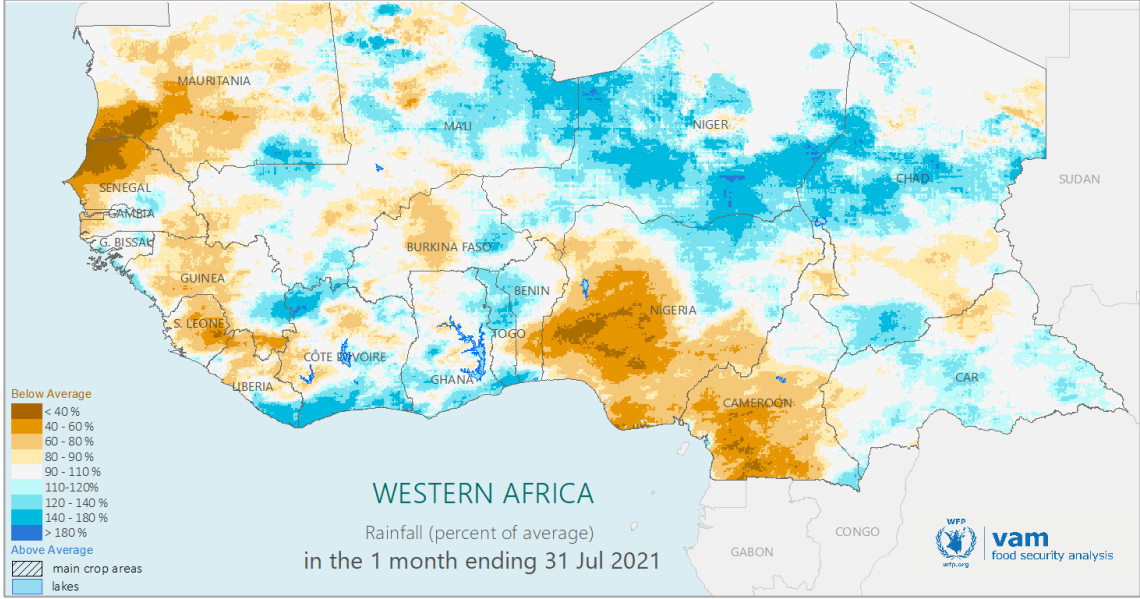 MAURITANIA
MALI
NIGER
CHAD
SUDAN
SENEGAL
GAMBIA
G. BISSAU
BURKINA FASO
GUINEA
BENIN
NIGERIA
S. LEONE
TOGO
CÔTE D'IVOIRE
LIBERIA
GHANA
CAR
CAMEROON
Below Average
< 40 %
40 - 60 %
60 - 80 %
80 - 90 %
90 - 110 %
110-120%
120 - 140 %
140 - 180 %
> 180 %
Above Average
main crop areas
lakes
WESTERN AFRICA
Rainfall (percent of average)
in the 1 month ending 31 Jul 2021
GABON
CONGO
WFP
wfp.org
vam
food security analysis